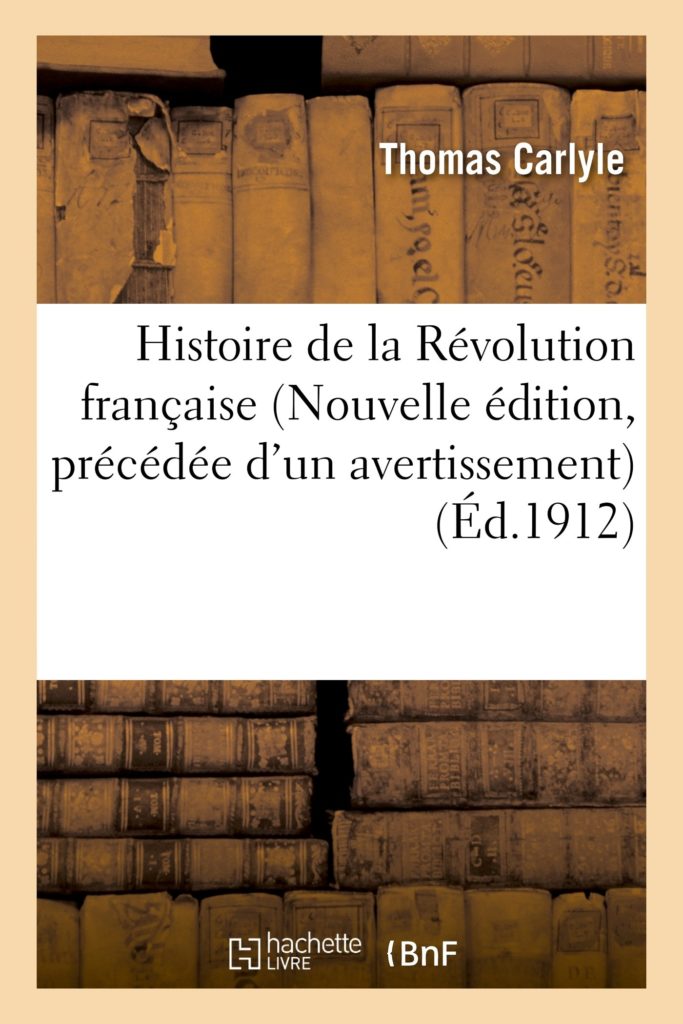 Thomas Carlyle
Histoire de la Révolution
française (Nouvelle édition,
précédée d’un avertissement)
(Éd.1912)
hachette
LIVRE
{BnF